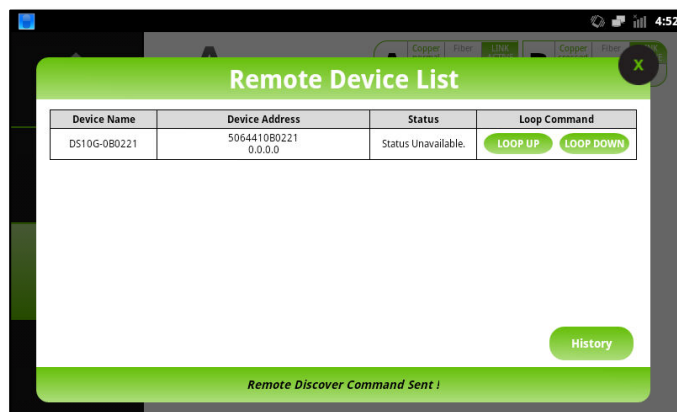 4:52
Copper Fiber LINK Copper Fiber
X
Remote Device List
Device Name Device Address Status Loop Command
DS10G-0B0221 5064410B0221 Status Unavailable. LOOP UP LOOP DOWN
0.0.0.0
History
Remote Discover Command Sent !